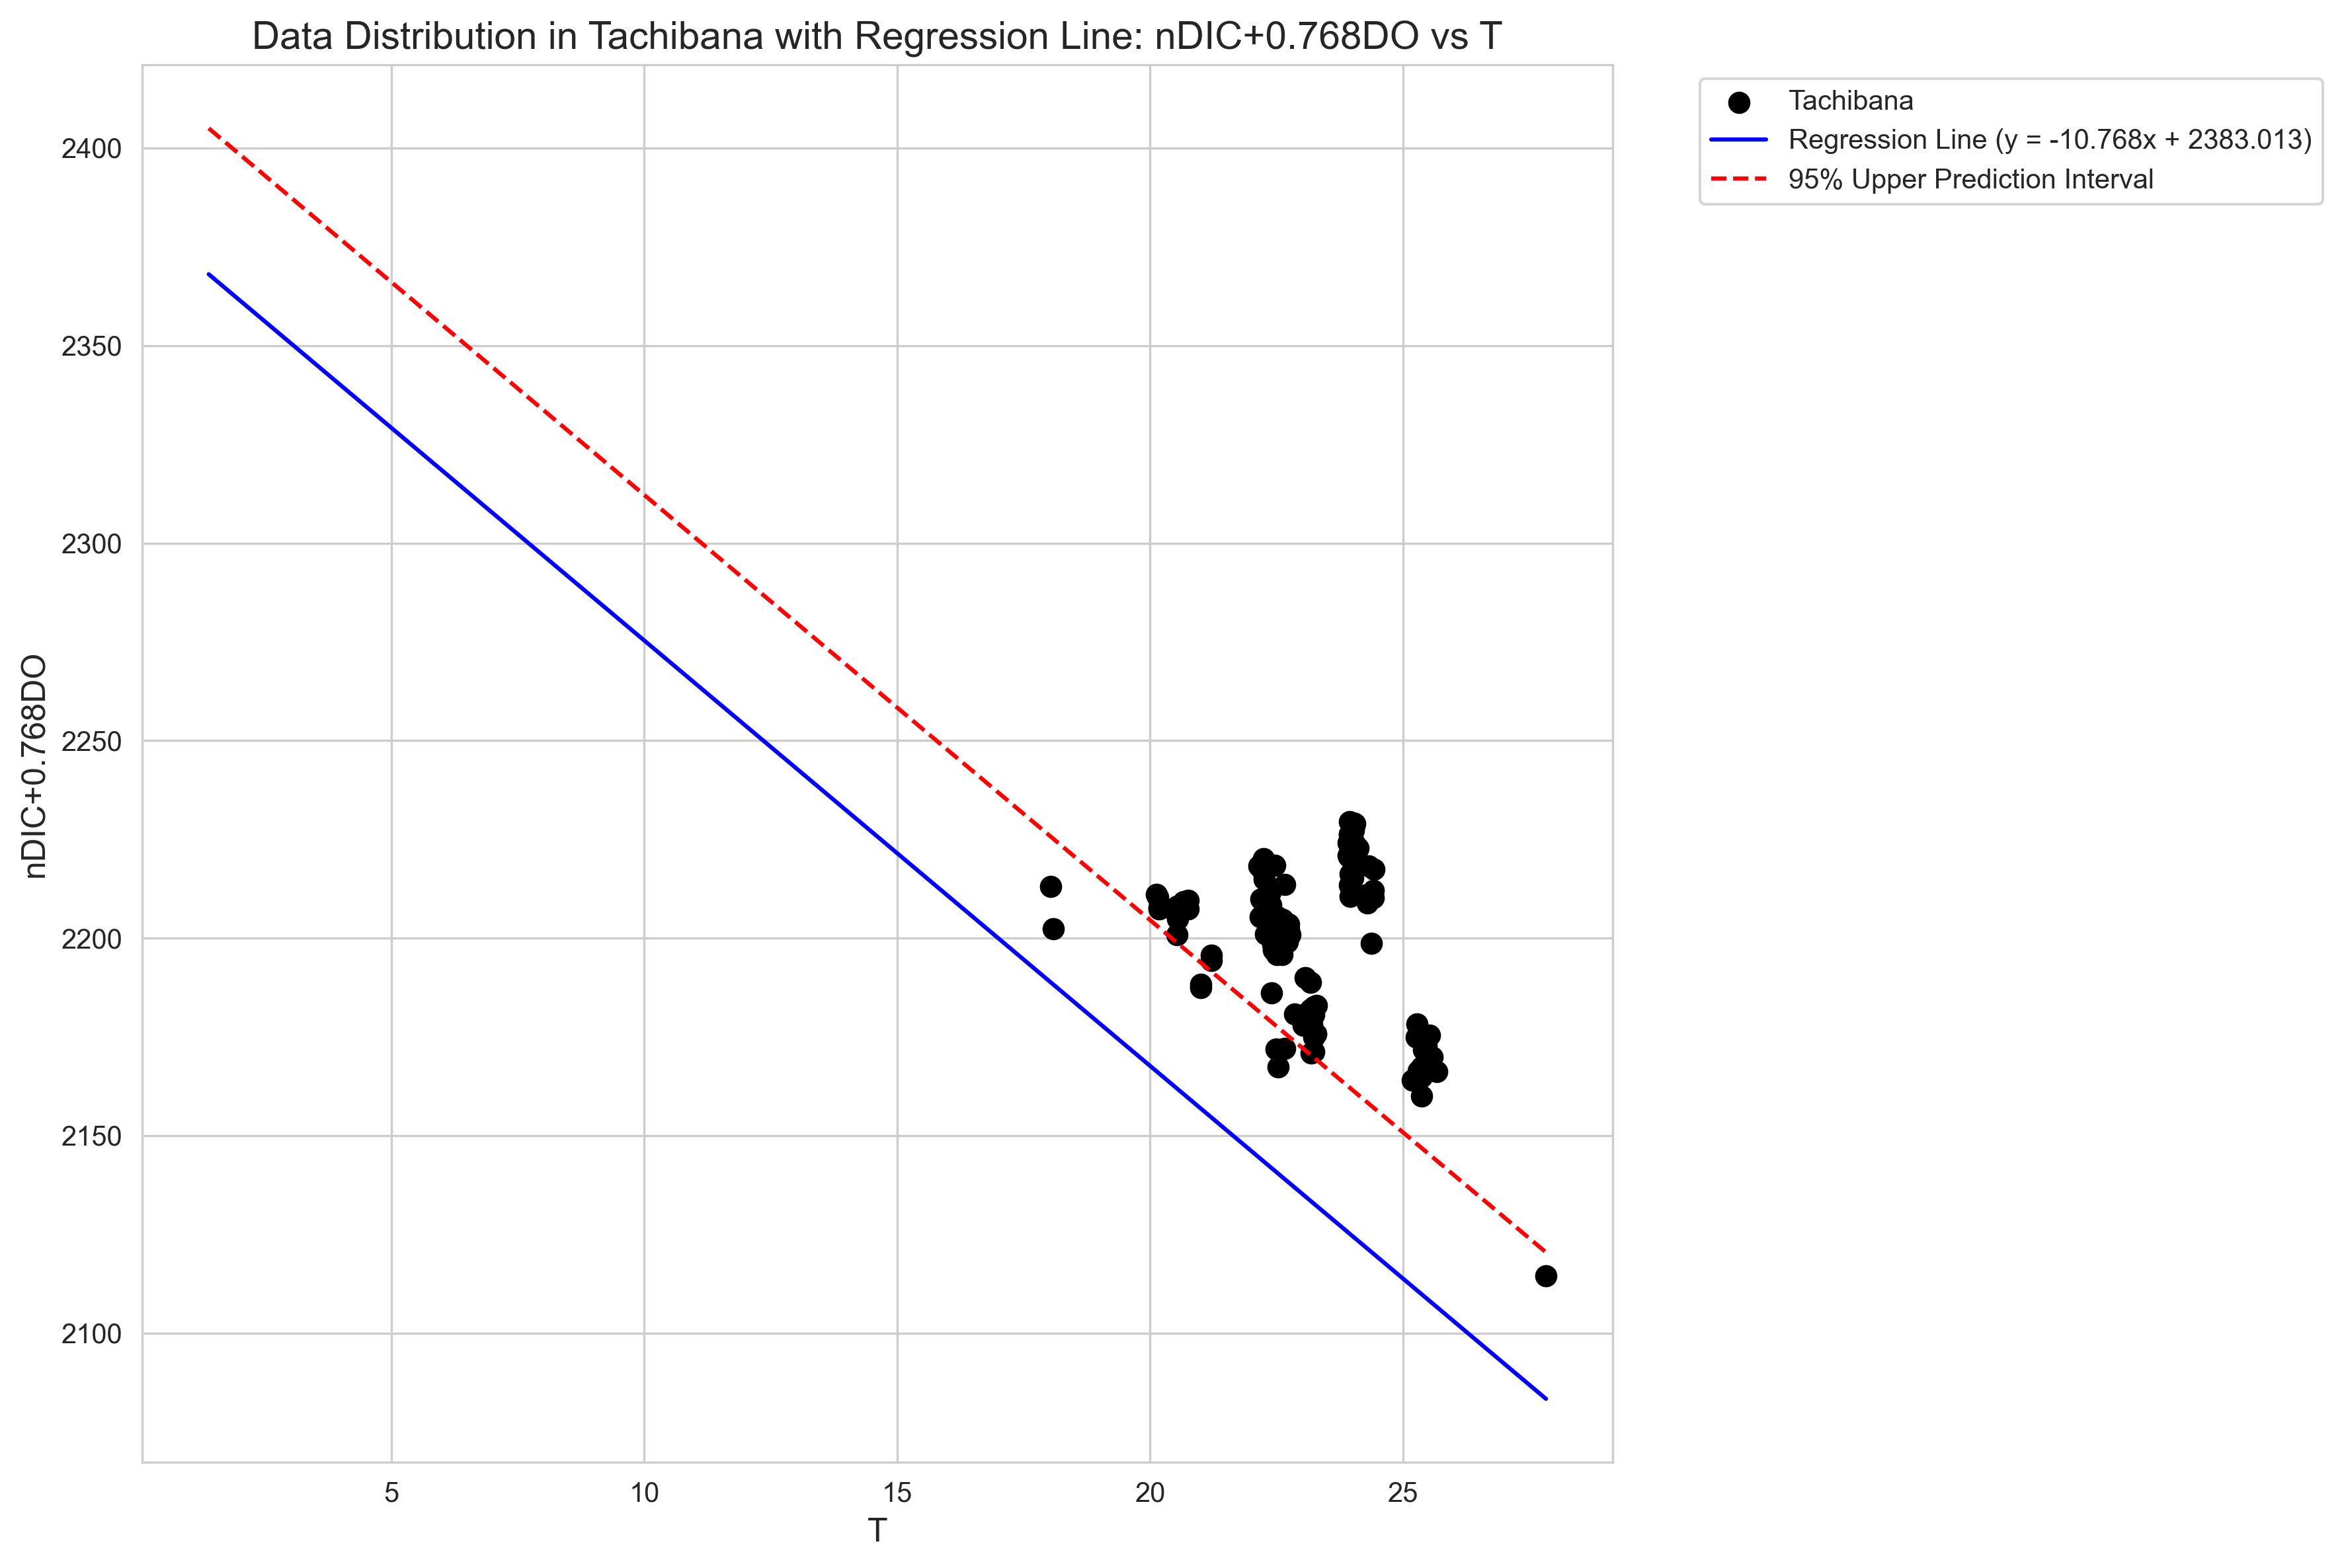 Data Distribution in Tachibana with Regression Line: nDIC+0.768DO vs T
Tachibana
Regression Line (y = -10.768x + 2383.013)
95% Upper Prediction Interval
nDIC+0.768DO
2400
2350
2300
2250
2200
2150
2100
5 10 15 20 25
T